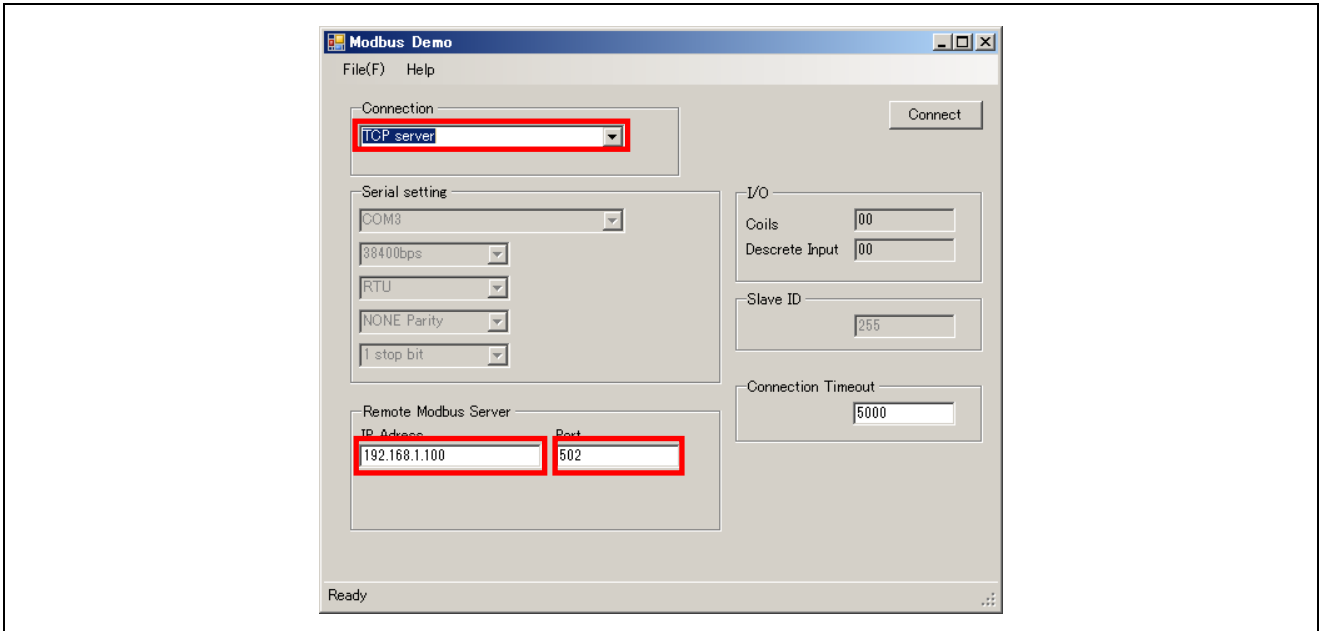 Modbus Demo
File(F) Help
Connection
Connect
TCP server
Serial setting
COM3
38400bps
RTU
NONE Parity
1 stop bit
I/O
Coils 00
Descrete Input 00
Slave ID
255
Connection Timeout
5000
Remote Modbus Server
IP Adress Port
192.168.1.100 502
Ready